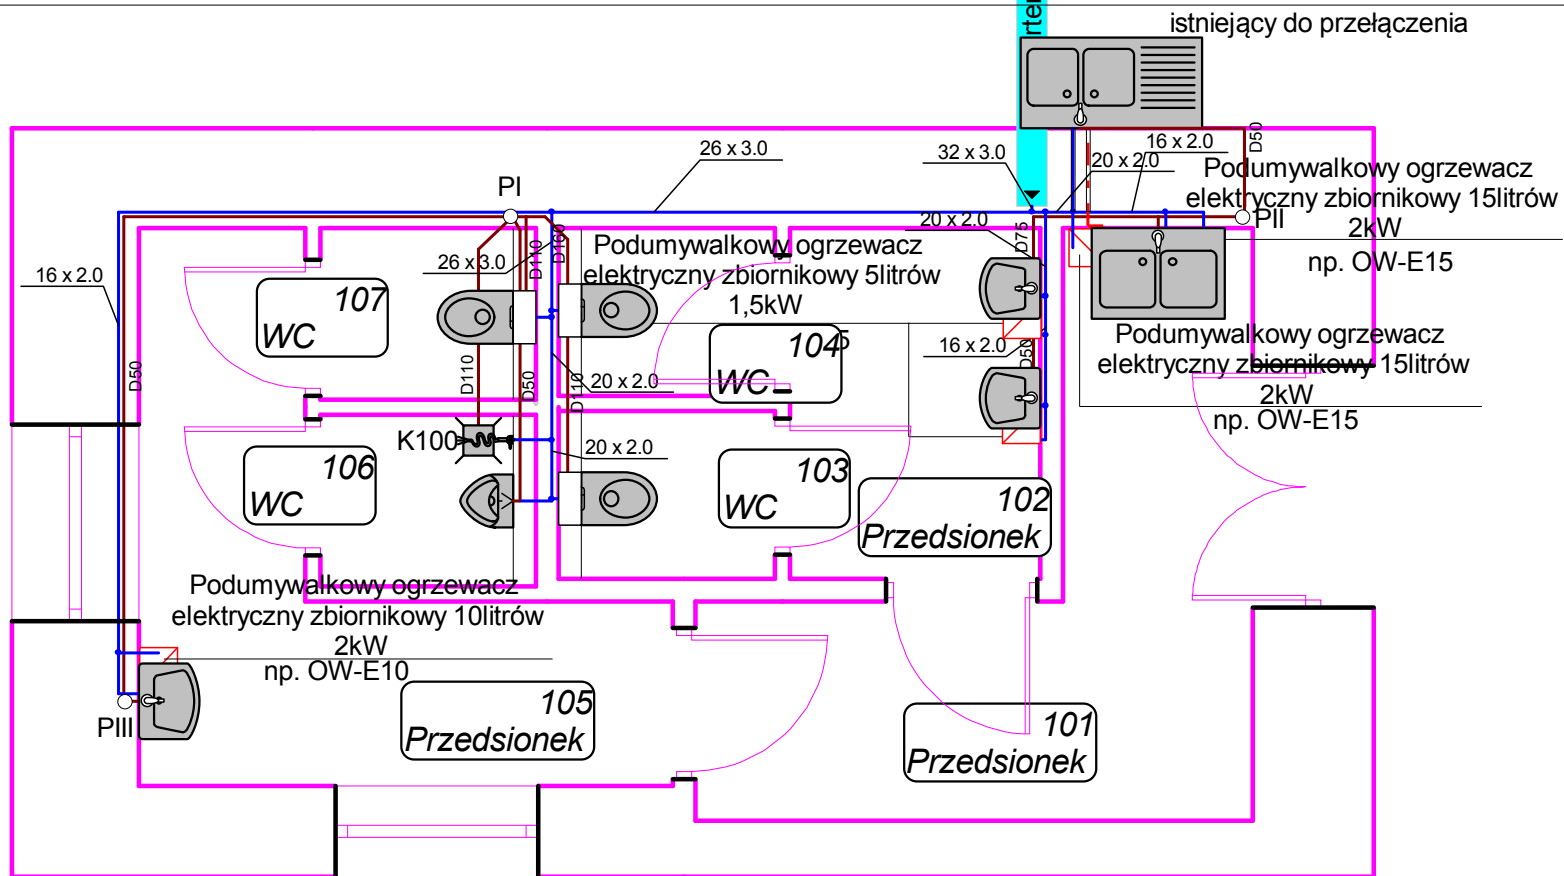 rter
istniejący do przełączenia
26 x 3.0
32 x 3.0
16 x 2.0
20 x 2.0
D50
Podumywalkowy ogrzewacz
elektryczny zbiornikowy 15litrów
2kW
np. OW-E15
PI
PII
20 x 2.0
D75
D110
D160
26 x 3.0
Podumywalkowy ogrzewacz
elektryczny zbiornikowy 5litrów
1,5kW
16 x 2.0
107
WC
104
5
WC
16 x 2.0
D50
Podumywalkowy ogrzewacz
elektryczny zbiornikowy 15litrów
2kW
np. OW-E15
D50
D110
D50
D110
20 x 2.0
K100
20 x 2.0
106
WC
103
WC
102
Przedsionek
Podumywalkowy ogrzewacz
elektryczny zbiornikowy 10litrów
2kW
np. OW-E10
PIII
105
Przedsionek
101
Przedsionek